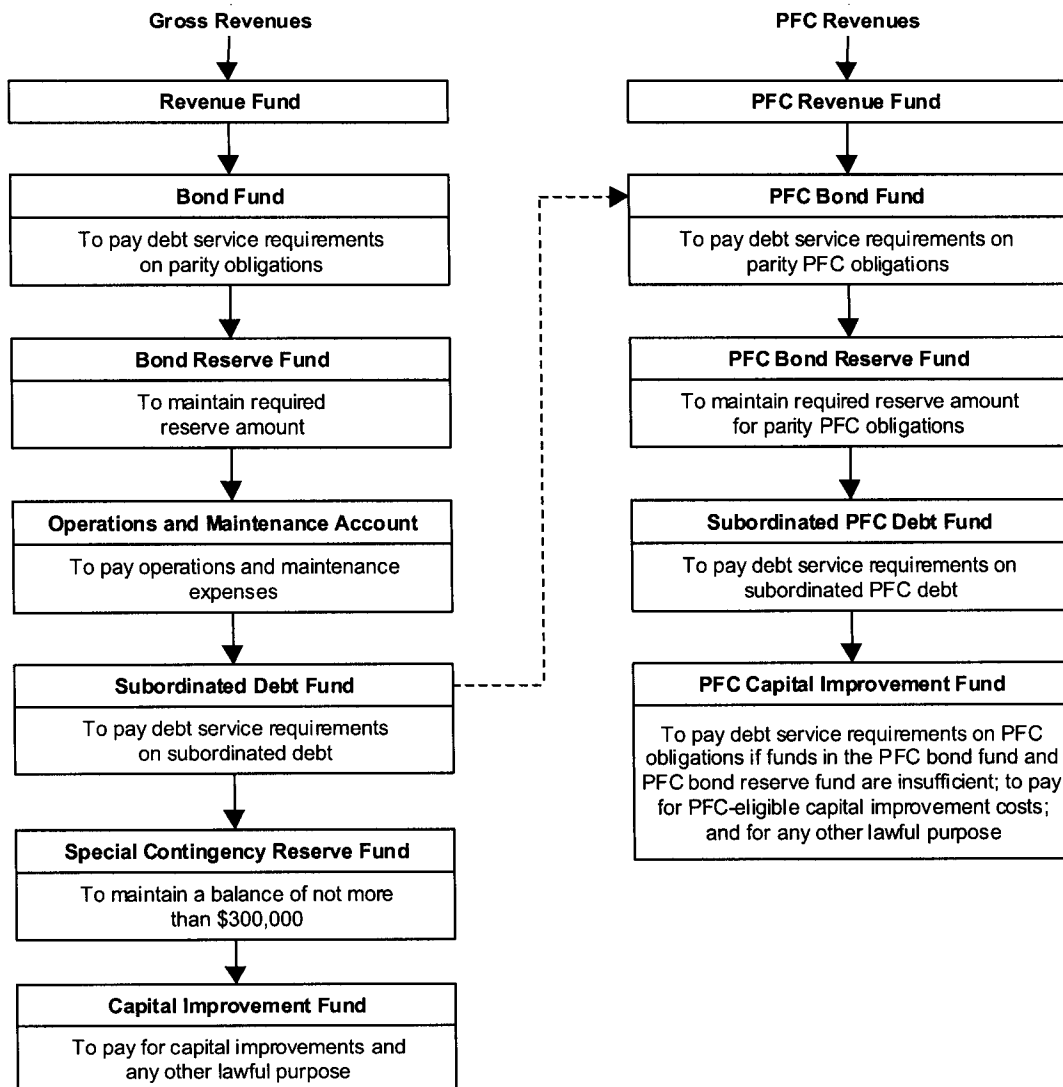 Gross Revenues
Revenue Fund
Bond Fund
To pay debt service requirements
on parity obligations
Bond Reserve Fund
To maintain required
reserve amount
Operations and Maintenance Account
To pay operations and maintenance
expenses
Subordinated Debt Fund
To pay debt service requirements
on subordinated debt
Special Contingency Reserve Fund
To maintain a balance of not more
than $300,000
Capital Improvement Fund
To pay for capital improvements and
any other lawful purpose
PFC Revenues
PFC Revenue Fund
PFC Bond Fund
To pay debt service requirements on
parity PFC obligations
PFC Bond Reserve Fund
To maintain required reserve amount
for parity PFC obligations
Subordinated PFC Debt Fund
To pay debt service requirements on
subordinated PFC debt
PFC Capital Improvement Fund
To pay debt service requirements on PFC
obligations if funds in the PFC bond fund and
PFC bond reserve fund are insufficient; to pay
for PFC-eligible capital improvement costs;
and for any other lawful purpose